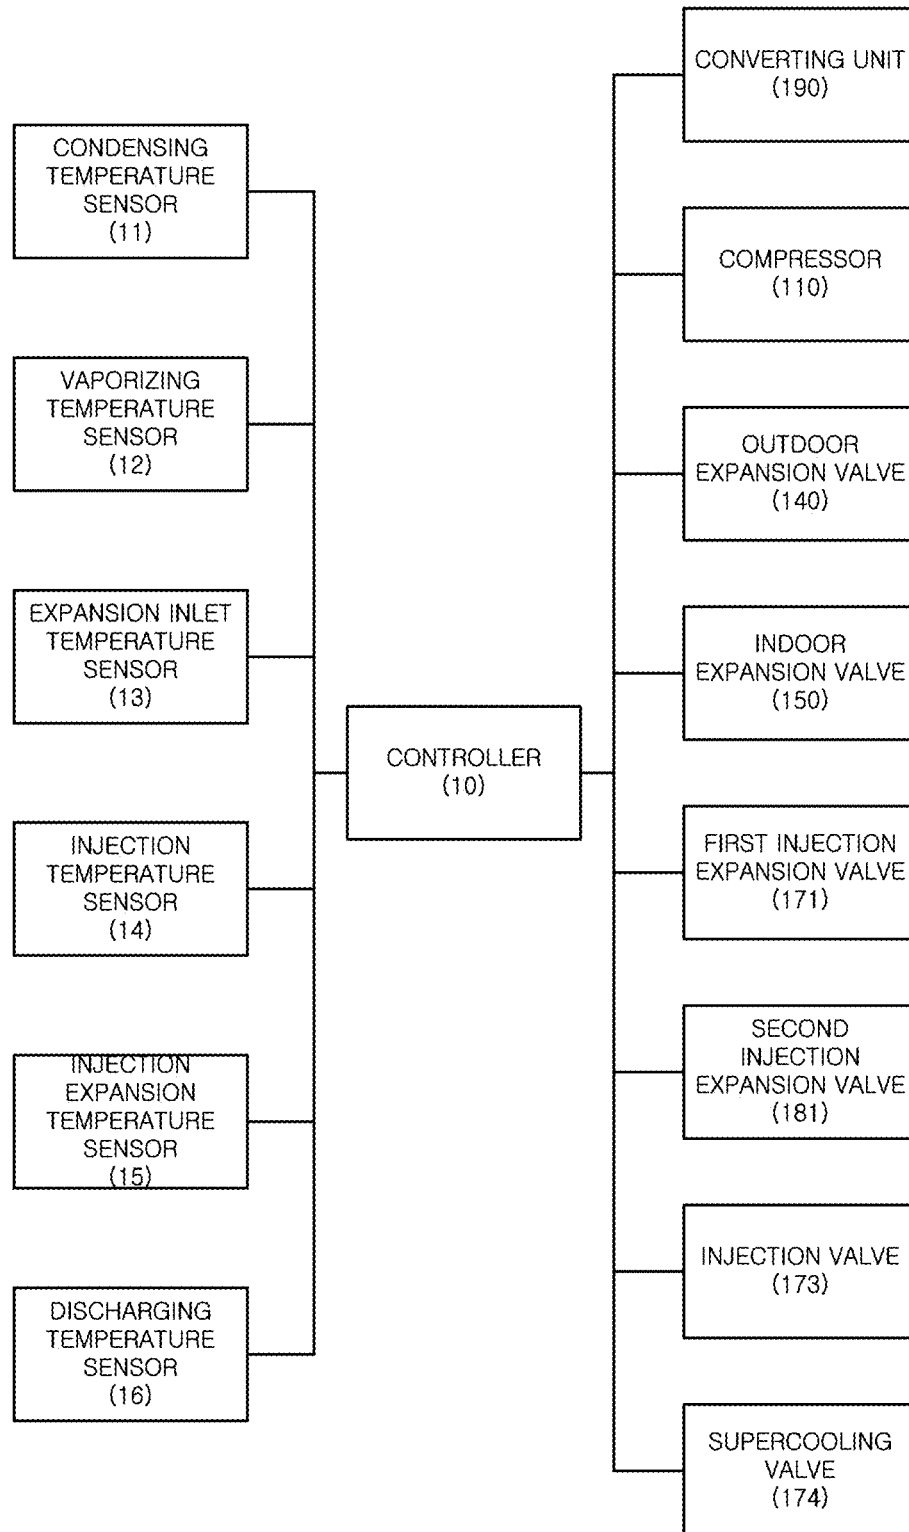 CONDENSING
TEMPERATURE
SENSOR
(11)
VAPORIZING
TEMPERATURE
SENSOR
(12)
EXPANSION INLET
TEMPERATURE
SENSOR
(13)
INJECTION
TEMPERATURE
SENSOR
(14)
INJECTION
EXPANSION
TEMPERATURE
SENSOR
(15)
DISCHARGING
TEMPERATURE
SENSOR
(16)
CONTROLLER
(10)
CONVERTING UNIT
(190)
COMPRESSOR
(110)
OUTDOOR
EXPANSION VALVE
(140)
INDOOR
EXPANSION VALVE
(150)
FIRST INJECTION
EXPANSION VALVE
(171)
SECOND
INJECTION
EXPANSION VALVE
(181)
INJECTION VALVE
(173)
SUPERCOOLING
VALVE
(174)